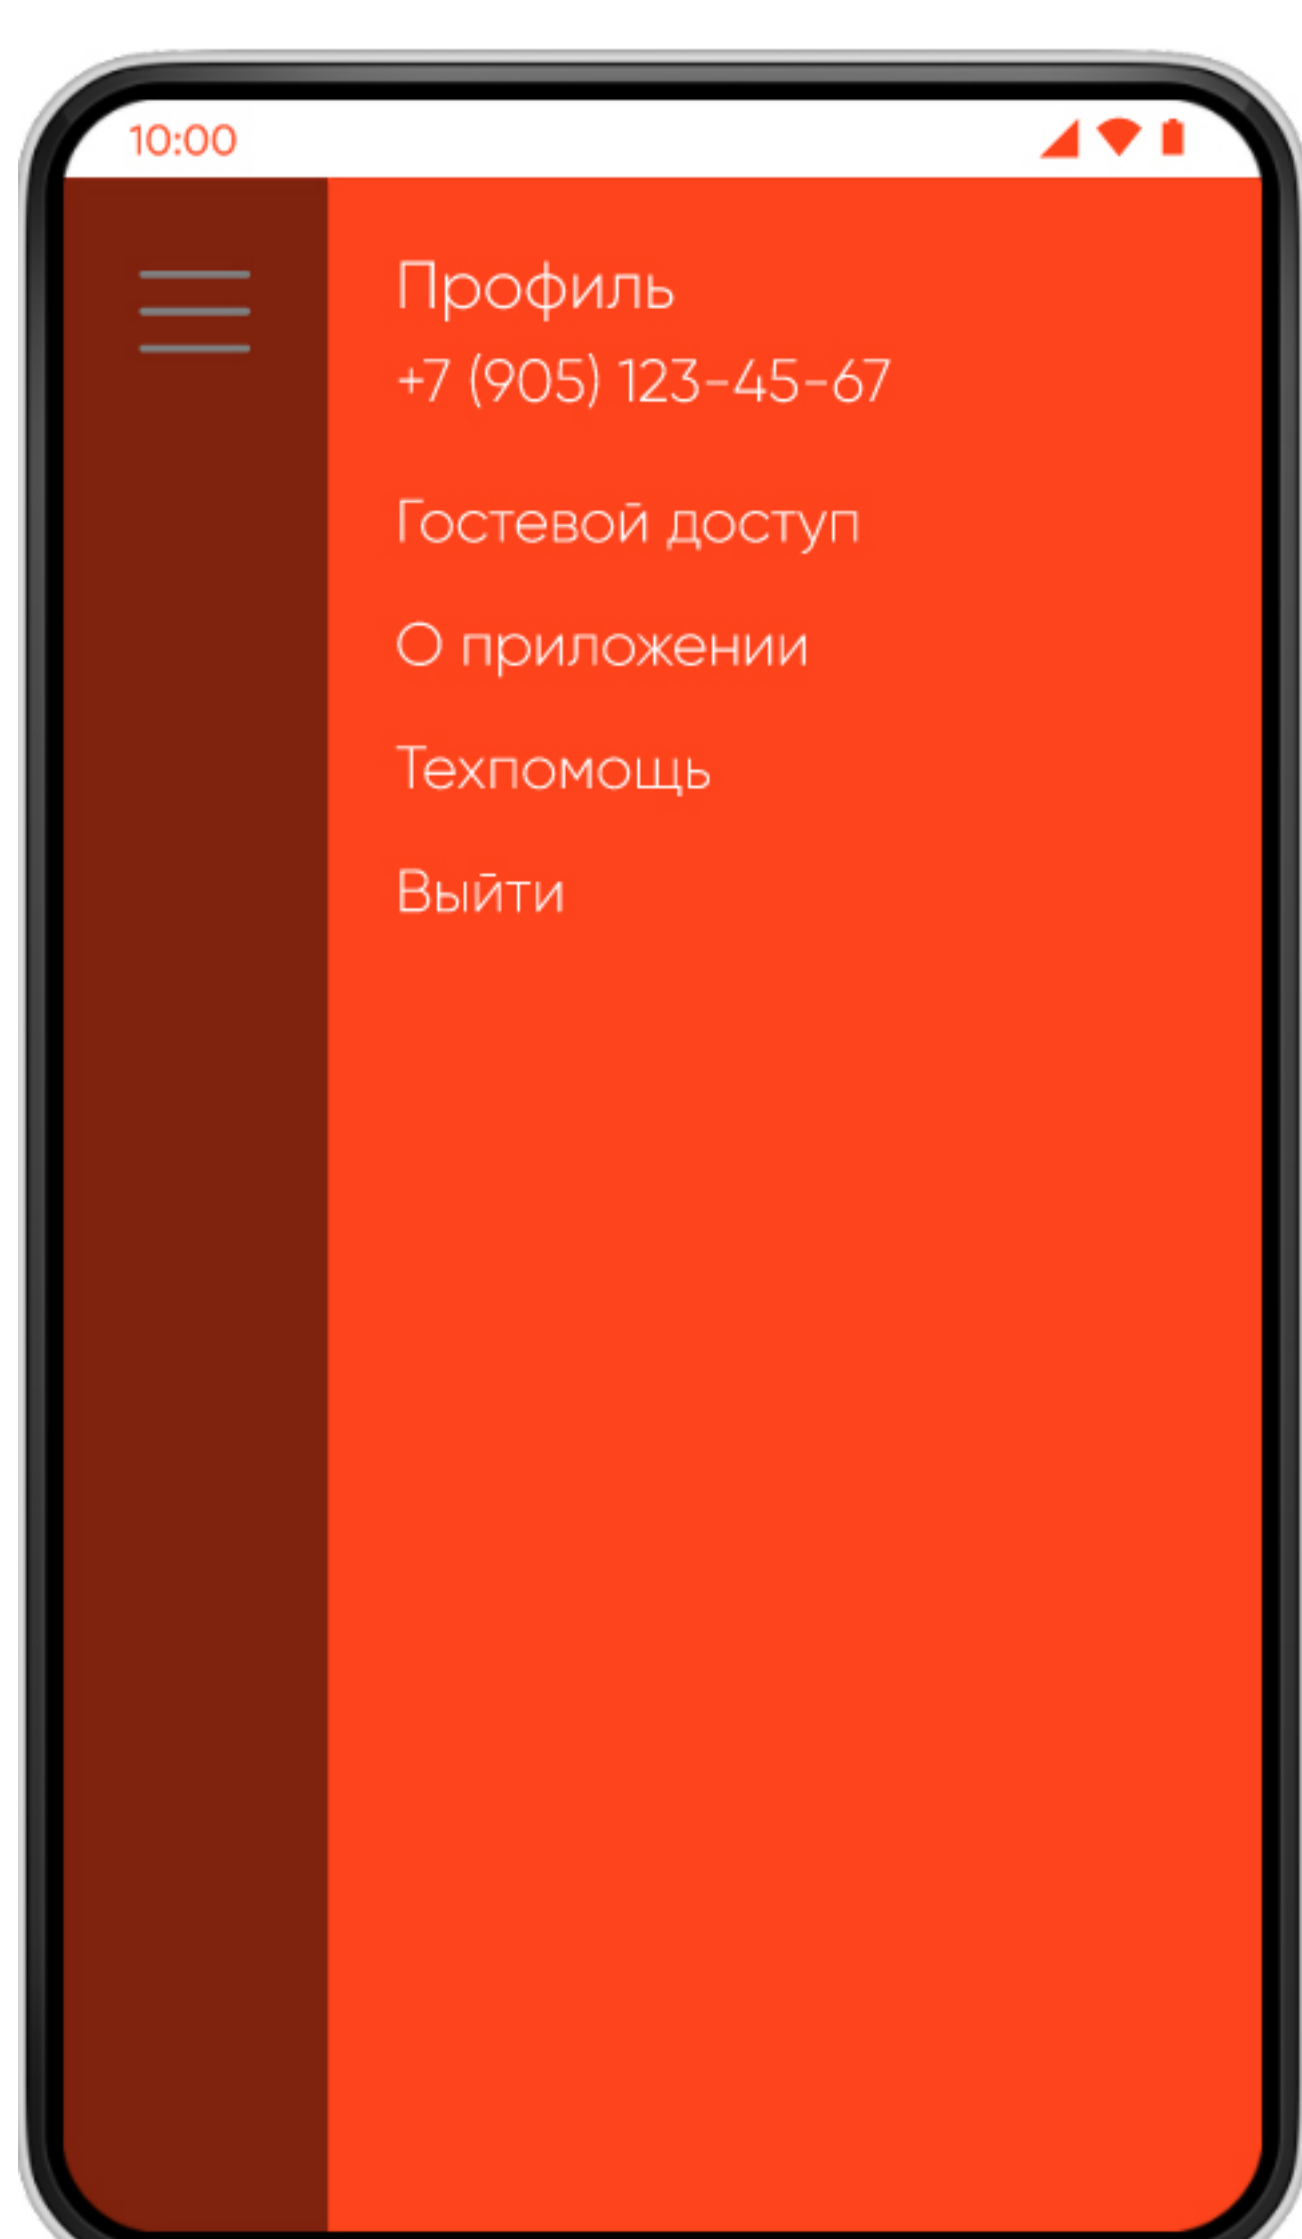 10:00
Профиль
+7 (905) 123-45-67
Гостевой доступ
О приложении
Техпомощь
Выйти